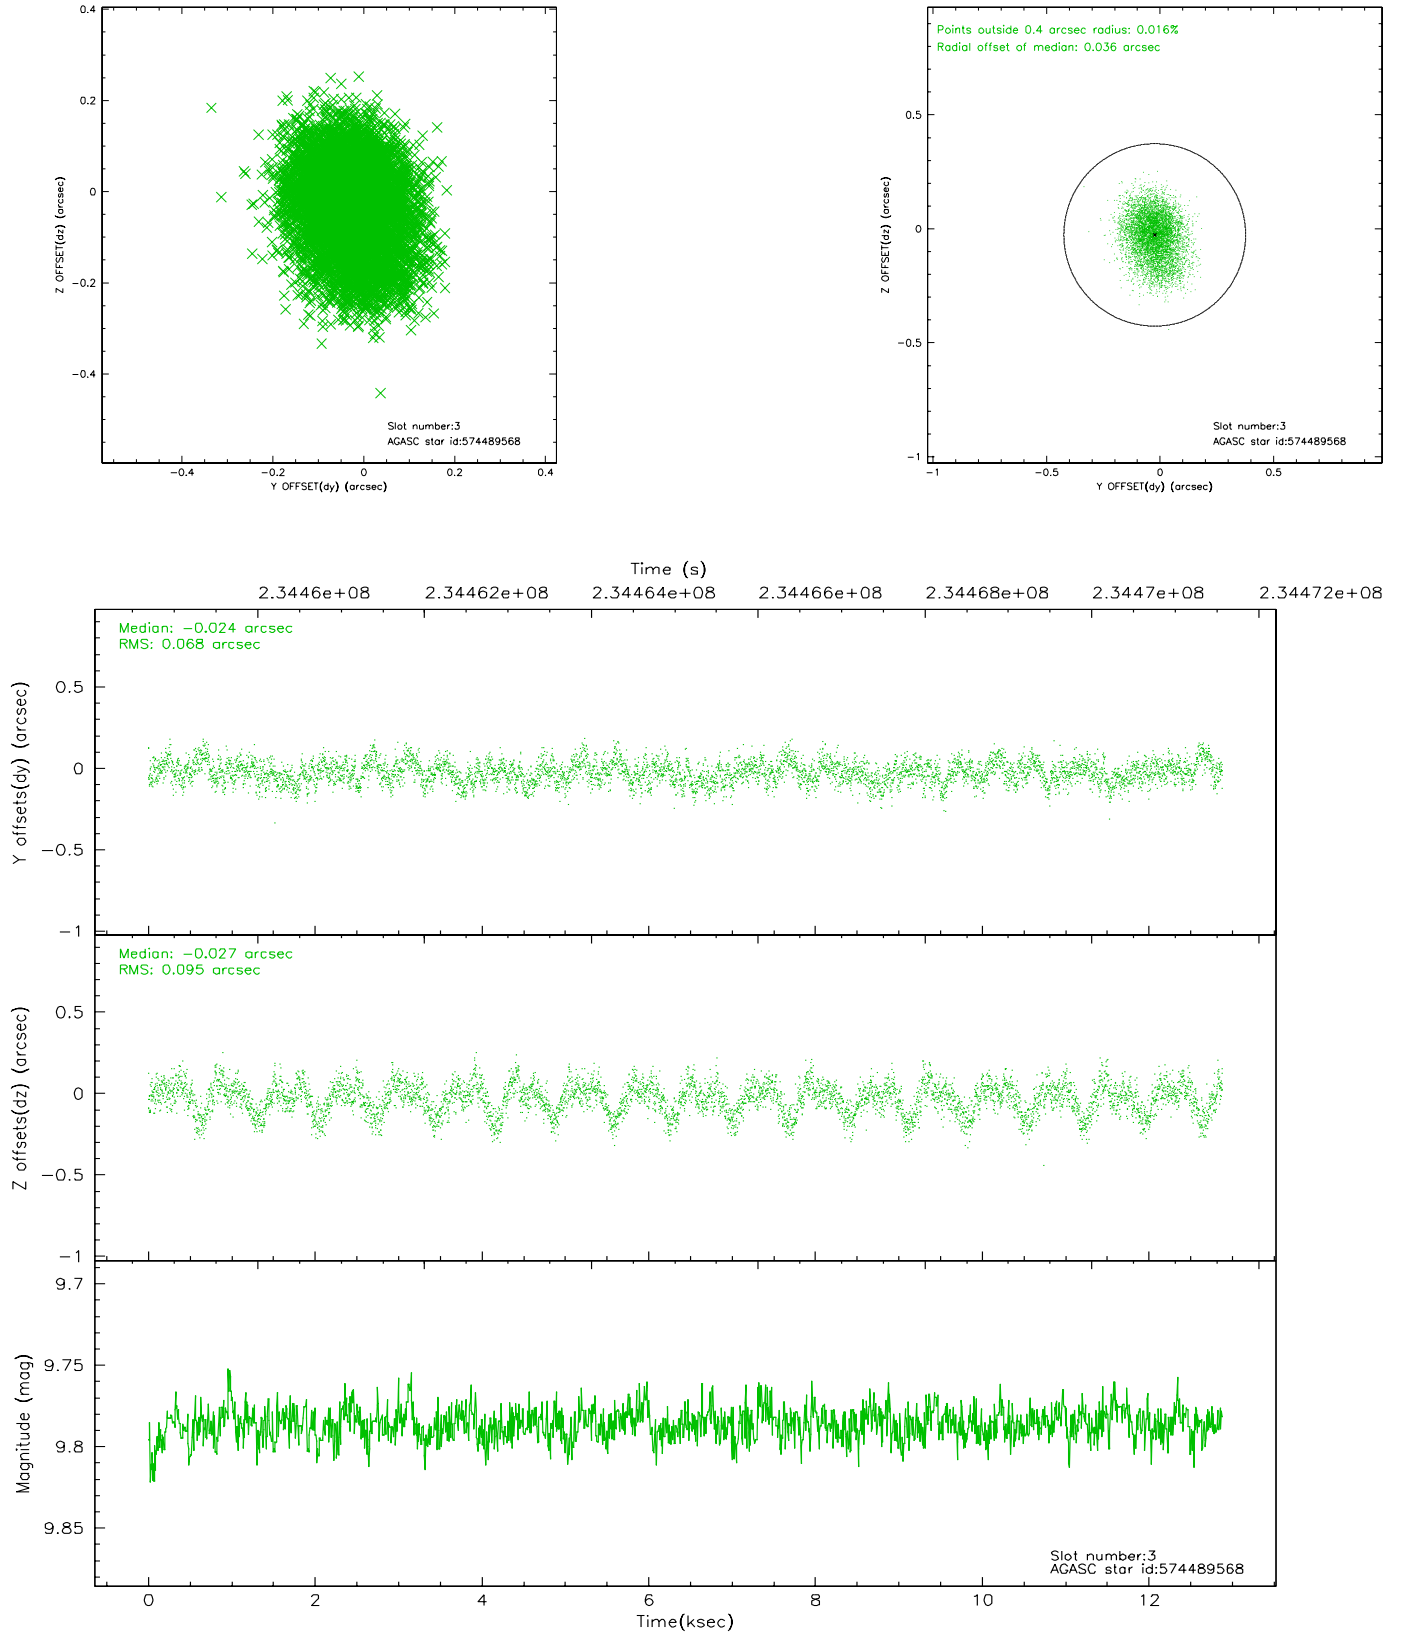 0.4
0.2
0
-0.2
-0.4
Z OFFSET(dz) (arcsec)
Slot number:3
AGASC star id:574489568
-0.4 -0.2 0 0.2 0.4
Y OFFSET(dy) (arcsec)
Points outside 0.4 arcsec radius: 0.016%
Radial offset of median: 0.036 arcsec
0.5
0
-0.5
-1
Z OFFSET(dz) (arcsec)
Slot number:3
AGASC star id:574489568
-1 -0.5 0 0.5
Y OFFSET(dy) (arcsec)
Time (s)
2.3446e+08 2.34462e+08 2.34464e+08 2.34466e+08 2.34468e+08 2.3447e+08 2.34472e+08
Median: -0.024 arcsec
RMS: 0.068 arcsec
0.5
0
-0.5
-1
Y offsets(dy) (arcsec)
Median: -0.027 arcsec
RMS: 0.095 arcsec
0.5
0
-0.5
-1
Z offsets(dz) (arcsec)
9.7
9.75
9.8
9.85
Magnitude (mag)
Slot number:3
AGASC star id:574489568
0 2 4 6 8 10 12
Time(ksec)